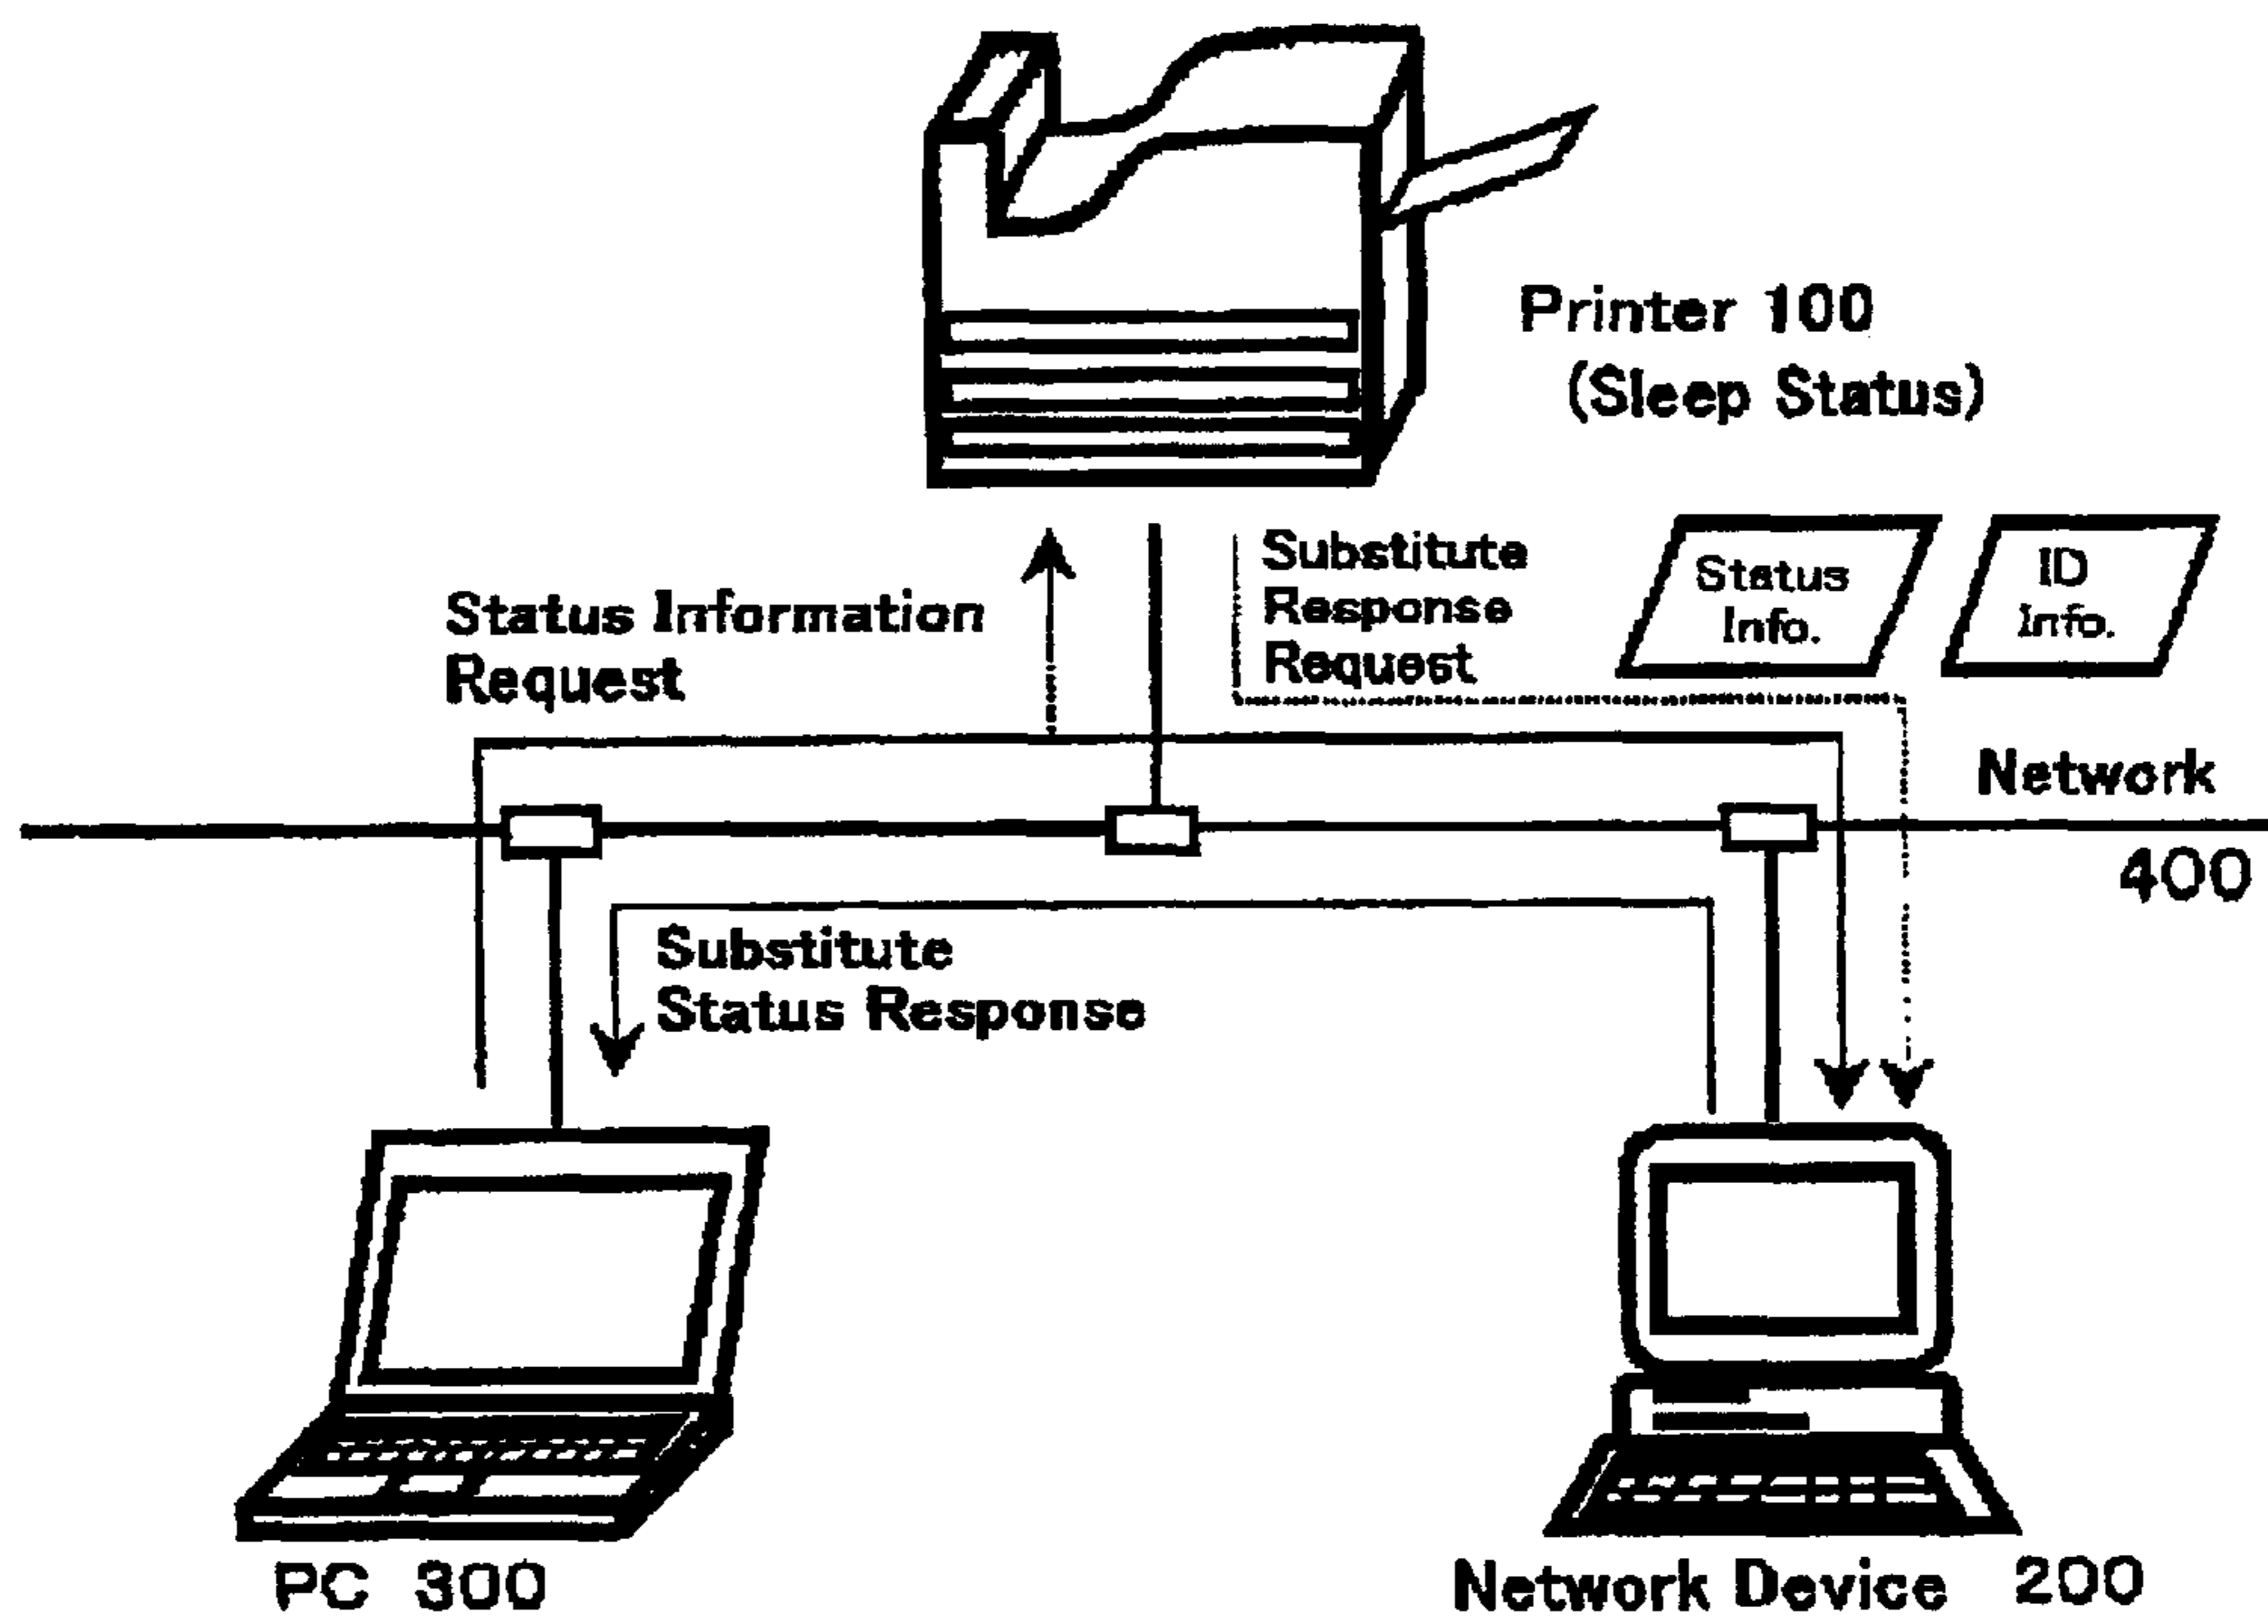 Printer 100
(Sleep Status)
Substitute
Response
Request
Status
Info.
ID
Info.
Status Information
Request
Network
400
Substitute
Status Response
PC 300
Network Device 200